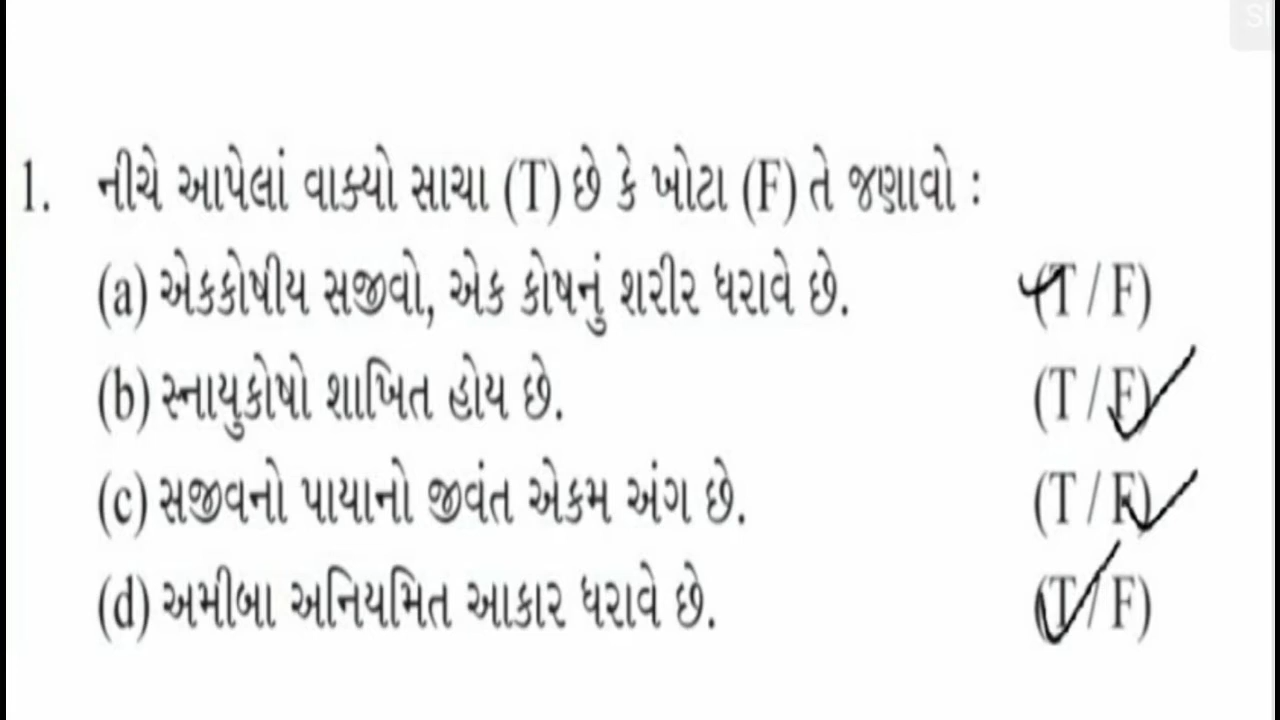 1. નીચે આપેલાં વાક્યો સાચા (T) છે કે ખોટા (F) તે જણાવો :
(a) એકકોષીય સજીવો, એક કોષનું શરીર ધરાવે છે. (T / F)
(b) સ્નાયુકોષો શાખિત હોય છે. (T / F)
(c) સજીવનો પાયાનો જીવંત એકમ અંગ છે. (T / F)
(d) અમીબા અનિયમિત આકાર ધરાવે છે. (T / F)